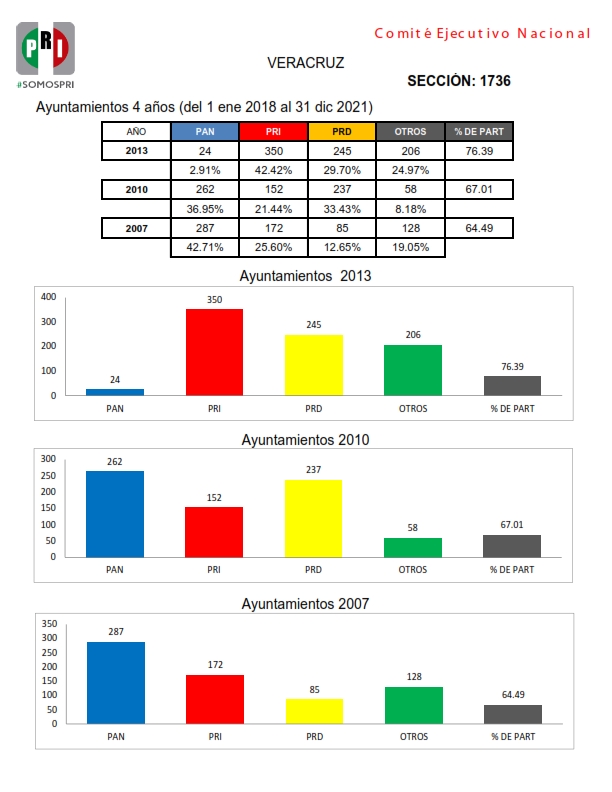 Comité Ejecutivo Nacional
PRI
#SOMOSPRI
VERACRUZ
SECCIÓN: 1736
Ayuntamientos 4 años (del 1 ene 2018 al 31 dic 2021)
AÑO PAN PRI PRD OTROS % DE PART
2013 24 350 245 206 76.39
2.91% 42.42% 29.70% 24.97%
2010 262 152 237 58 67.01
36.95% 21.44% 33.43% 8.18%
2007 287 172 85 128 64.49
42.71% 25.60% 12.65% 19.05%
Ayuntamientos 2013
400
300
200
100
0
24 350 245 206 76.39
PAN PRI PRD OTROS % DE PART
Ayuntamientos 2010
300
250
200
150
100
50
0
262 152 237 58 67.01
PAN PRI PRD OTROS % DE PART
Ayuntamientos 2007
350
300
250
200
150
100
50
0
287 172 85 128 64.49
PAN PRI PRD OTROS % DE PART